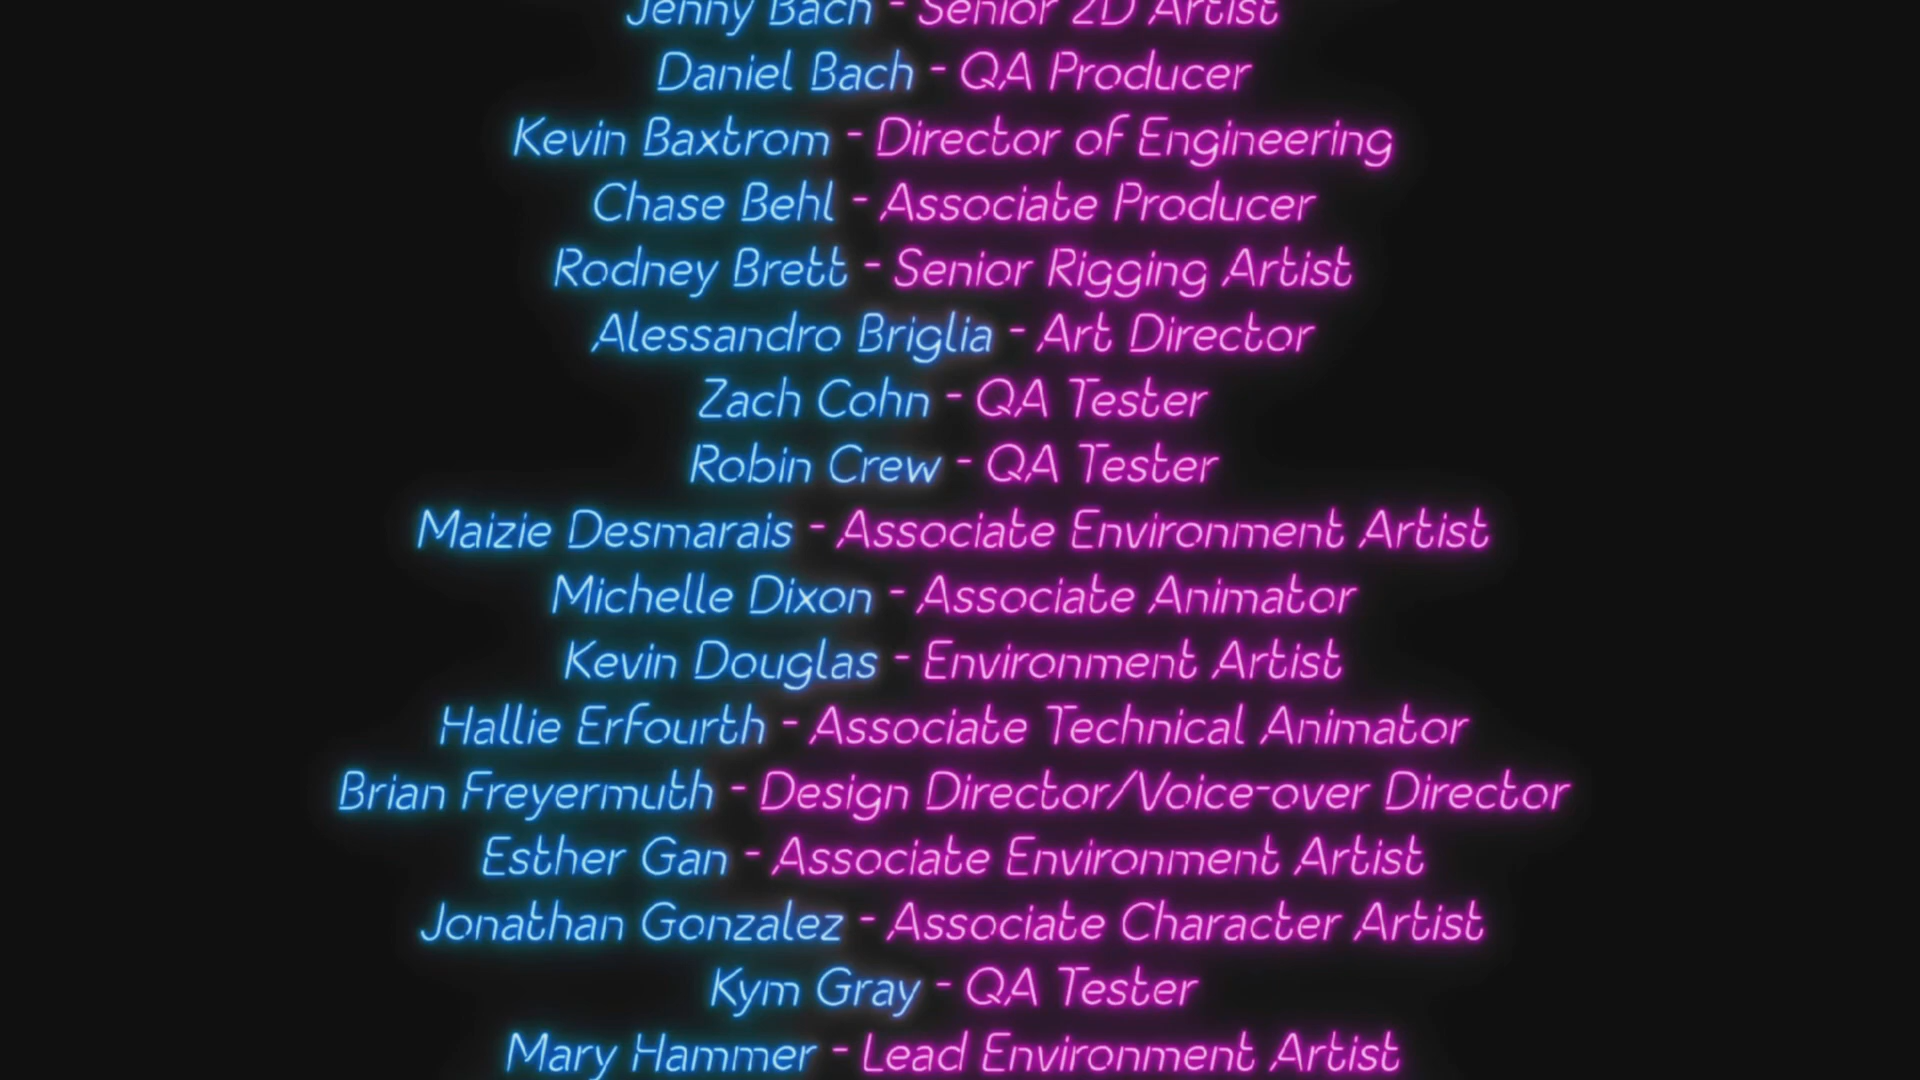 Jenny Bach - Senior 2D Artist
Daniel Bach - QA Producer
Kevin Baxtrom - Director of Engineering
Chase Behl - Associate Producer
Rodney Brett - Senior Rigging Artist
Alessandro Briglia - Art Director
Zach Cohn - QA Tester
Robin Crew - QA Tester
Maizie Desmarais - Associate Environment Artist
Michelle Dixon - Associate Animator
Kevin Douglas - Environment Artist
Hallie Erfourth - Associate Technical Animator
Brian Freyermuth - Design Director/Voice-over Director
Esther Gan - Associate Environment Artist
Jonathan Gonzalez - Associate Character Artist
Kym Gray - QA Tester
Mary Hammer - Lead Environment Artist